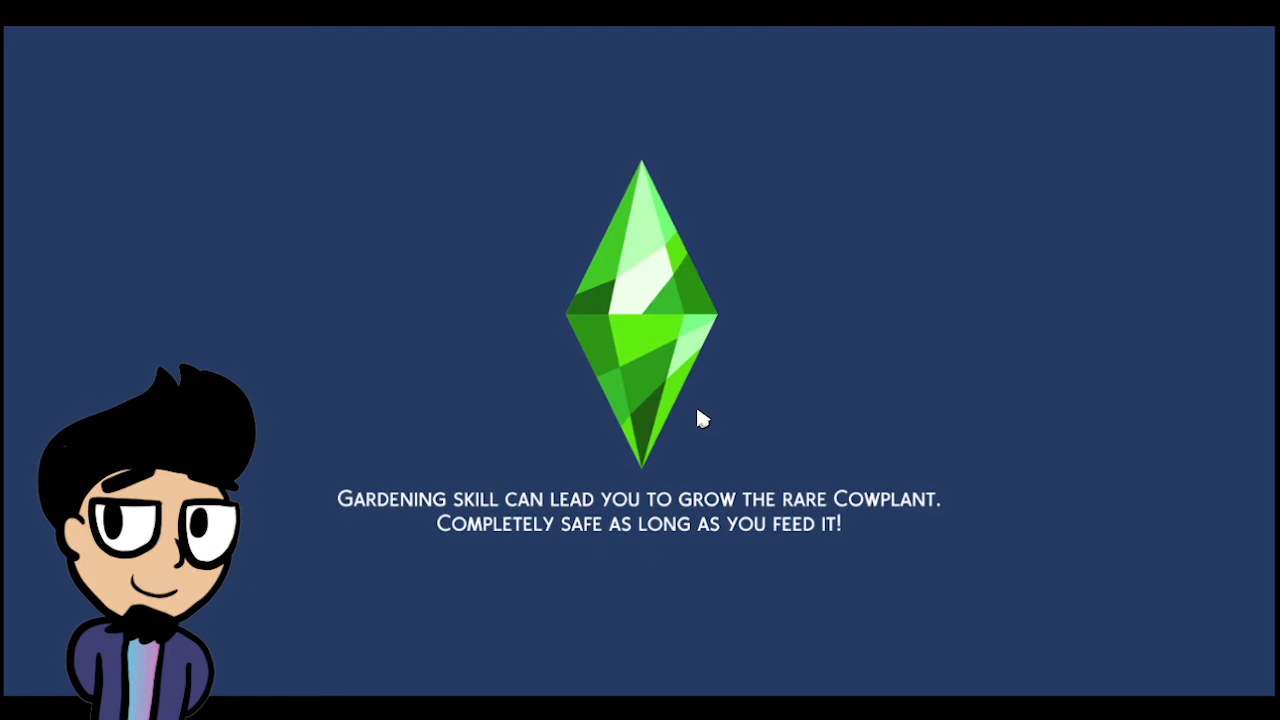 Gardening skill can lead you to grow the rare Cowplant.
Completely safe as long as you feed it!